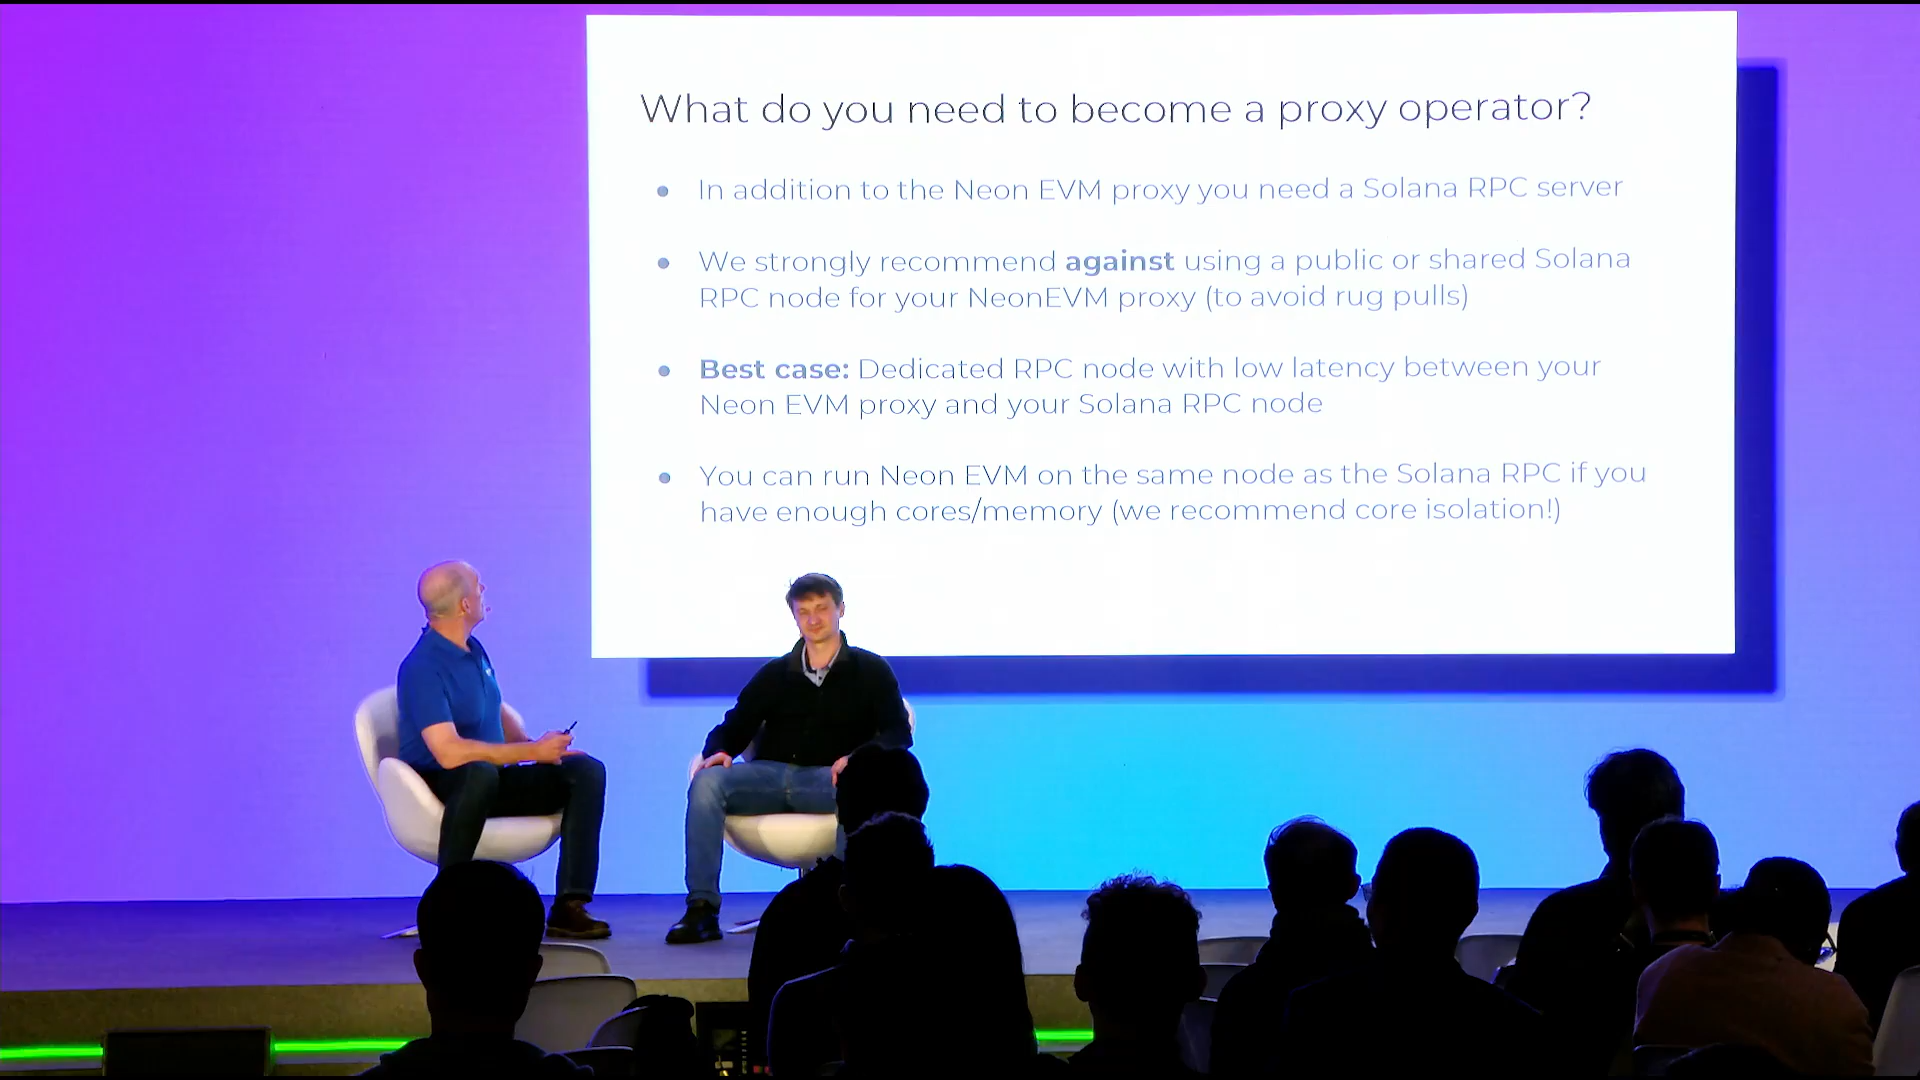 What do you need to become a proxy operator?
• In addition to the Neon EVM proxy you need a Solana RPC server
• We strongly recommend against using a public or shared Solana
RPC node for your NeonEVM proxy (to avoid rug pulls)
• Best case: Dedicated RPC node with low latency between your
Neon EVM proxy and your Solana RPC node
• You can run Neon EVM on the same node as the Solana RPC if you
have enough cores/memory (we recommend core isolation!)